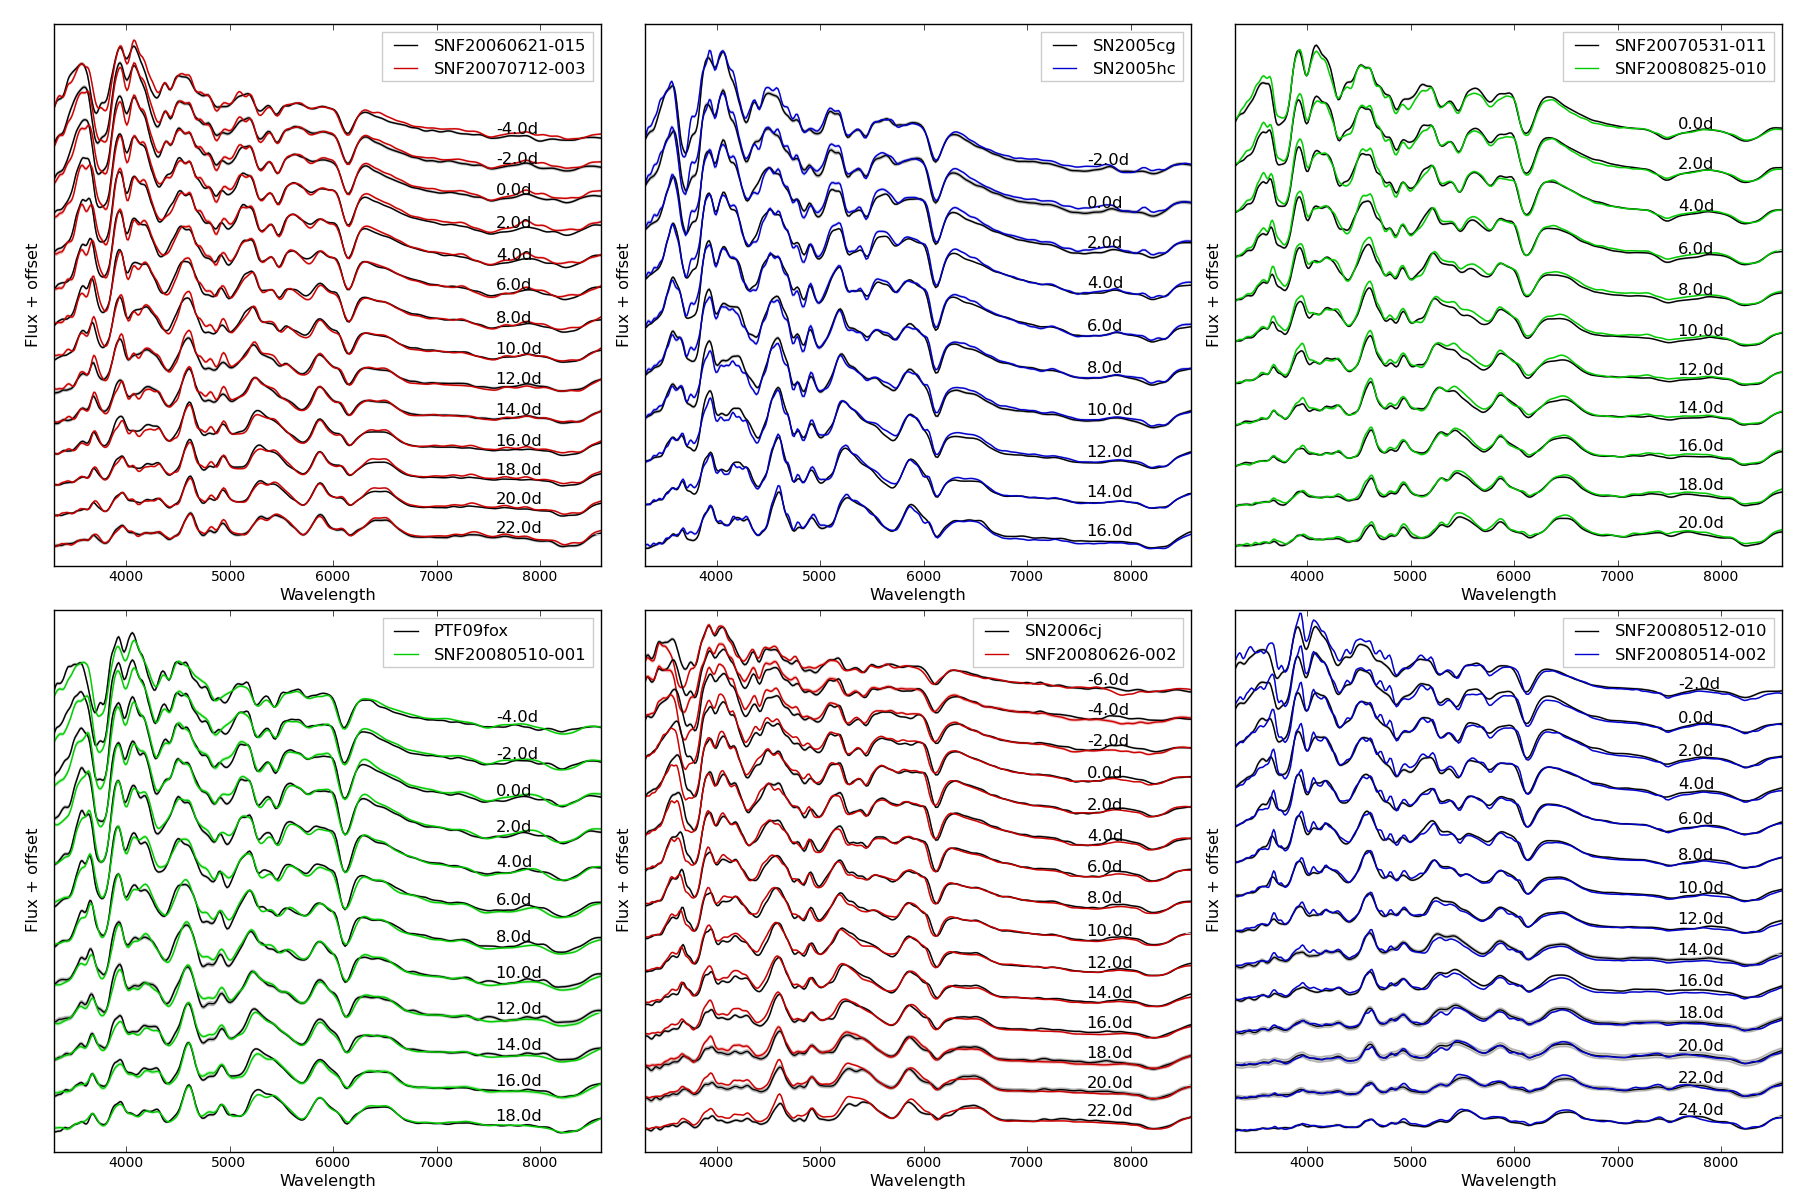 SNF20060621-015
SNF20070712-003
-4.0d
-2.0d
0.0d
2.0d
4.0d
6.0d
8.0d
10.0d
12.0d
14.0d
16.0d
18.0d
20.0d
22.0d
Flux + offset
4000 5000 6000 7000 8000
Wavelength
SN2005cg
SN2005hc
-2.0d
0.0d
2.0d
4.0d
6.0d
8.0d
10.0d
12.0d
14.0d
16.0d
Flux + offset
4000 5000 6000 7000 8000
Wavelength
SNF20070531-011
SNF20080825-010
0.0d
2.0d
4.0d
6.0d
8.0d
10.0d
12.0d
14.0d
16.0d
18.0d
20.0d
Flux + offset
4000 5000 6000 7000 8000
Wavelength
PTF09fox
SNF20080510-001
-4.0d
-2.0d
0.0d
2.0d
4.0d
6.0d
8.0d
10.0d
12.0d
14.0d
16.0d
18.0d
Flux + offset
4000 5000 6000 7000 8000
Wavelength
SN2006cj
SNF20080626-002
-6.0d
-4.0d
-2.0d
0.0d
2.0d
4.0d
6.0d
8.0d
10.0d
12.0d
14.0d
16.0d
18.0d
20.0d
22.0d
Flux + offset
4000 5000 6000 7000 8000
Wavelength
SNF20080512-010
SNF20080514-002
-2.0d
0.0d
2.0d
4.0d
6.0d
8.0d
10.0d
12.0d
14.0d
16.0d
18.0d
20.0d
22.0d
24.0d
Flux + offset
4000 5000 6000 7000 8000
Wavelength